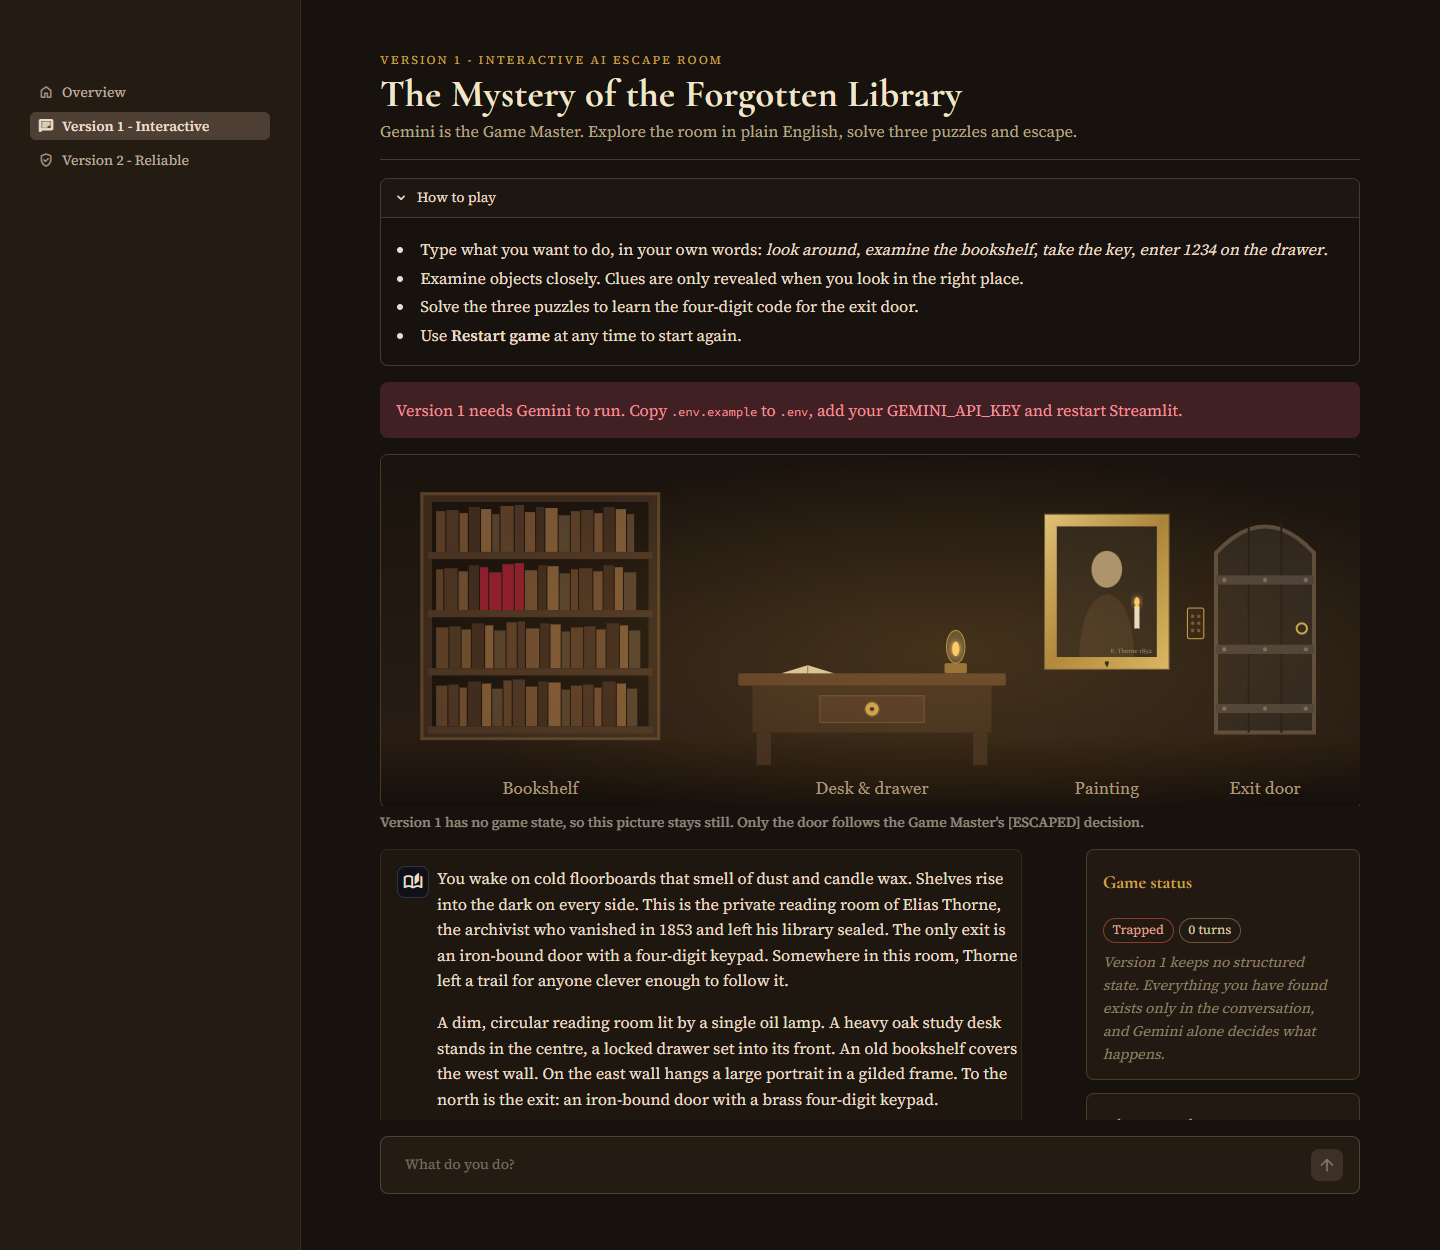 Overview
Version 1 - Interactive
Version 2 - Reliable
VERSION 1 - INTERACTIVE AI ESCAPE ROOM
The Mystery of the Forgotten Library
Gemini is the Game Master. Explore the room in plain English, solve three puzzles and escape.
How to play
Type what you want to do, in your own words: look around, examine the bookshelf, take the key, enter 1234 on the drawer.
Examine objects closely. Clues are only revealed when you look in the right place.
Solve the three puzzles to learn the four-digit code for the exit door.
Use Restart game at any time to start again.
Version 1 needs Gemini to run. Copy .env.example to .env, add your GEMINI_API_KEY and restart Streamlit.
E. Thorne 1852
Bookshelf
Desk & drawer
Painting
Exit door
Version 1 has no game state, so this picture stays still. Only the door follows the Game Master's [ESCAPED] decision.
You wake on cold floorboards that smell of dust and candle wax. Shelves rise
into the dark on every side. This is the private reading room of Elias Thorne,
the archivist who vanished in 1853 and left his library sealed. The only exit is
an iron-bound door with a four-digit keypad. Somewhere in this room, Thorne
left a trail for anyone clever enough to follow it.
A dim, circular reading room lit by a single oil lamp. A heavy oak study desk
stands in the centre, a locked drawer set into its front. An old bookshelf covers
the west wall. On the east wall hangs a large portrait in a gilded frame. To the
north is the exit: an iron-bound door with a brass four-digit keypad.
Game status
Trapped
0 turns
Version 1 keeps no structured
state. Everything you have found
exists only in the conversation,
and Gemini alone decides what
happens.
What do you do?